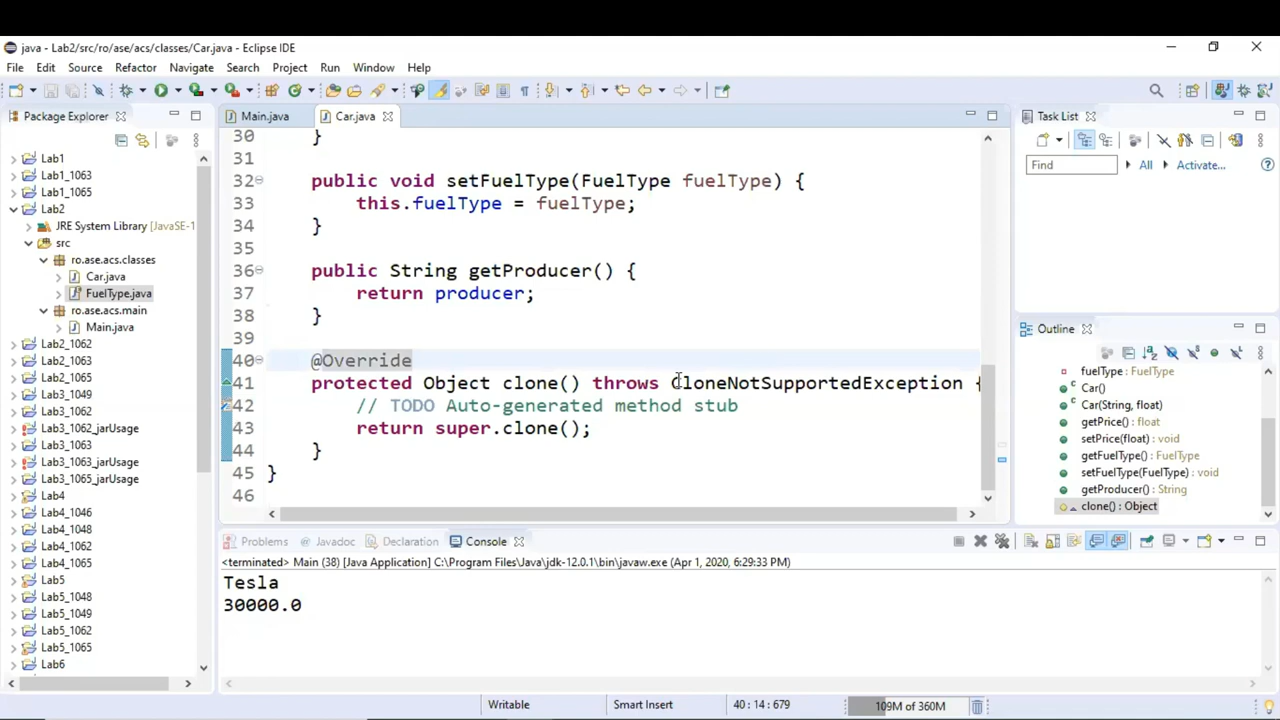 java - Lab2/src/ro/ase/acs/classes/Car.java - Eclipse IDE
File Edit Source Refactor Navigate Search Project Run Window Help
Package Explorer
Lab1
Lab1_1063
Lab1_1065
Lab2
JRE System Library [JavaSE-1
src
ro.ase.acs.classes
Car.java
FuelType.java
ro.ase.acs.main
Main.java
Lab2_1062
Lab2_1063
Lab2_1065
Lab3_1049
Lab3_1062
Lab3_1062_jarUsage
Lab3_1063
Lab3_1063_jarUsage
Lab3_1065_jarUsage
Lab4
Lab4_1046
Lab4_1048
Lab4_1062
Lab4_1065
Lab5
Lab5_1048
Lab5_1049
Lab5_1062
Lab5_1065
Lab6
Main.java Car.java
30 }
31
32 public void setFuelType(FuelType fuelType) {
33 this.fuelType = fuelType;
34 }
35
36 public String getProducer() {
37 return producer;
38 }
39
40 @Override
41 protected Object clone() throws CloneNotSupportedException {
42 // TODO Auto-generated method stub
43 return super.clone();
44 }
45 }
46
Task List
Find All Activate...
Outline
fuelType : FuelType
Car()
Car(String, float)
getPrice() : float
setPrice(float) : void
getFuelType() : FuelType
setFuelType(FuelType) : void
getProducer() : String
clone() : Object
Problems Javadoc Declaration Console
<terminated> Main (38) [Java Application] C:\Program Files\Java\jdk-12.0.1\bin\javaw.exe (Apr 1, 2020, 6:29:33 PM)
Tesla
30000.0
Writable Smart Insert 40 : 14 : 679 109M of 360M